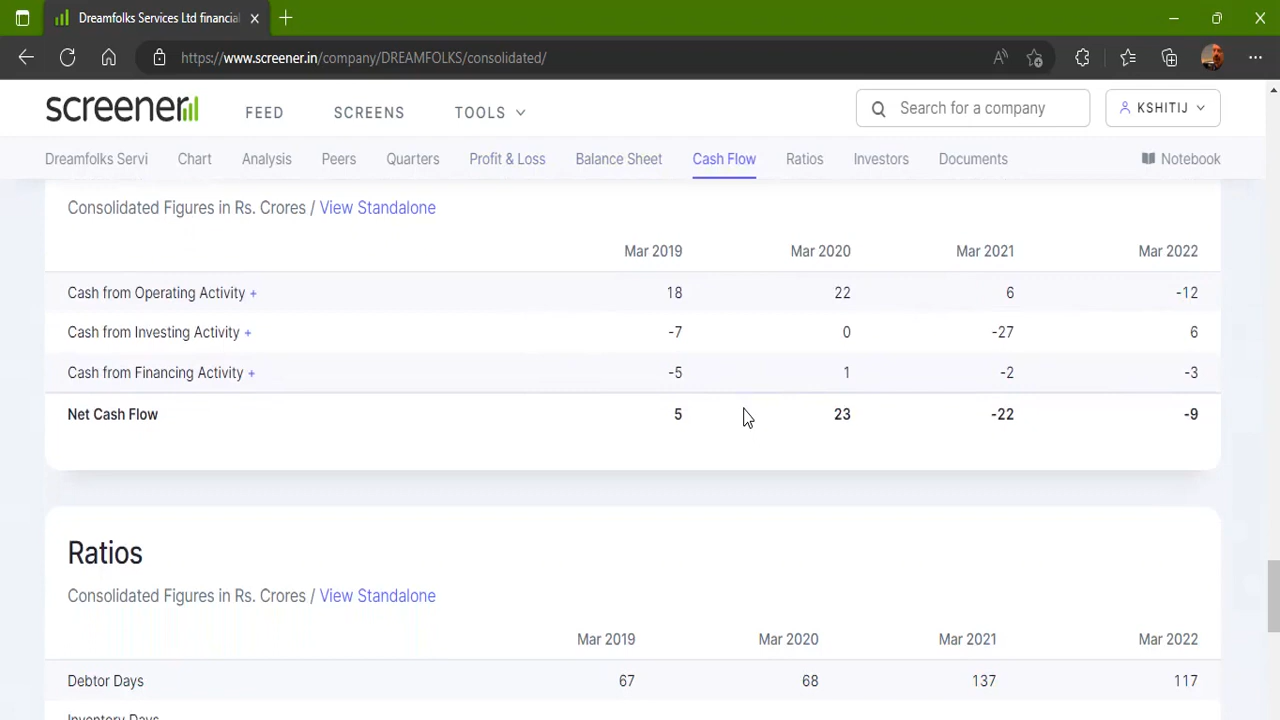 Dreamfolks Services Ltd financial
https://www.screener.in/company/DREAMFOLKS/consolidated/
screener FEED SCREENS TOOLS Search for a company KSHITIJ
Dreamfolks Servi Chart Analysis Peers Quarters Profit & Loss Balance Sheet Cash Flow Ratios Investors Documents Notebook
Consolidated Figures in Rs. Crores / View Standalone
Mar 2019 Mar 2020 Mar 2021 Mar 2022
Cash from Operating Activity + 18 22 6 -12
Cash from Investing Activity + -7 0 -27 6
Cash from Financing Activity + -5 1 -2 -3
Net Cash Flow 5 23 -22 -9
Ratios
Consolidated Figures in Rs. Crores / View Standalone
Mar 2019 Mar 2020 Mar 2021 Mar 2022
Debtor Days 67 68 137 117
Inventory Days